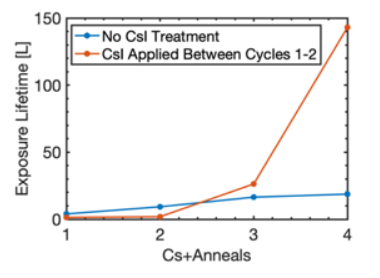 150
No CsI Treatment
CsI Applied Between Cycles 1-2
100
50
0
Exposure Lifetime [L]
1 2 3 4
Cs+Anneals